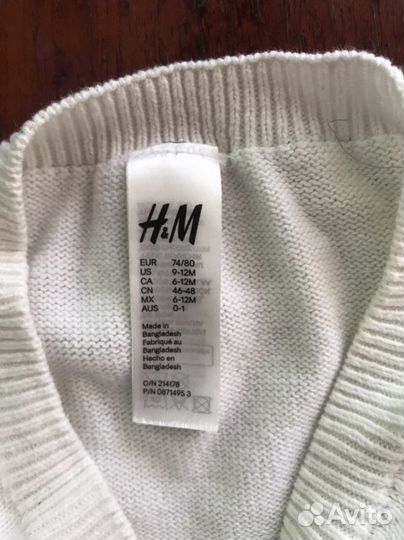 H&M
EUR 74/80
US 9-12M
CA 6-12M
CN 46-48
MX 6-12M
AUS 0-1
Made in
Bangladesh
Fabriqué au
Bangladesh
Hecho en
Bangladesh
O/N 214178
P/N 0871495 3
Avito